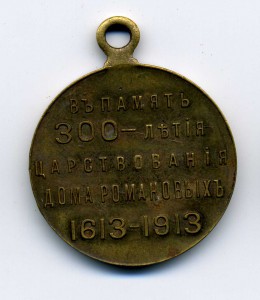 ВЪ ПАМЯТЬ
300-ЛѢТІЯ
ЦАРСТВОВАНІЯ
ДОМА РОМАНОВЫХЪ
1613-1913